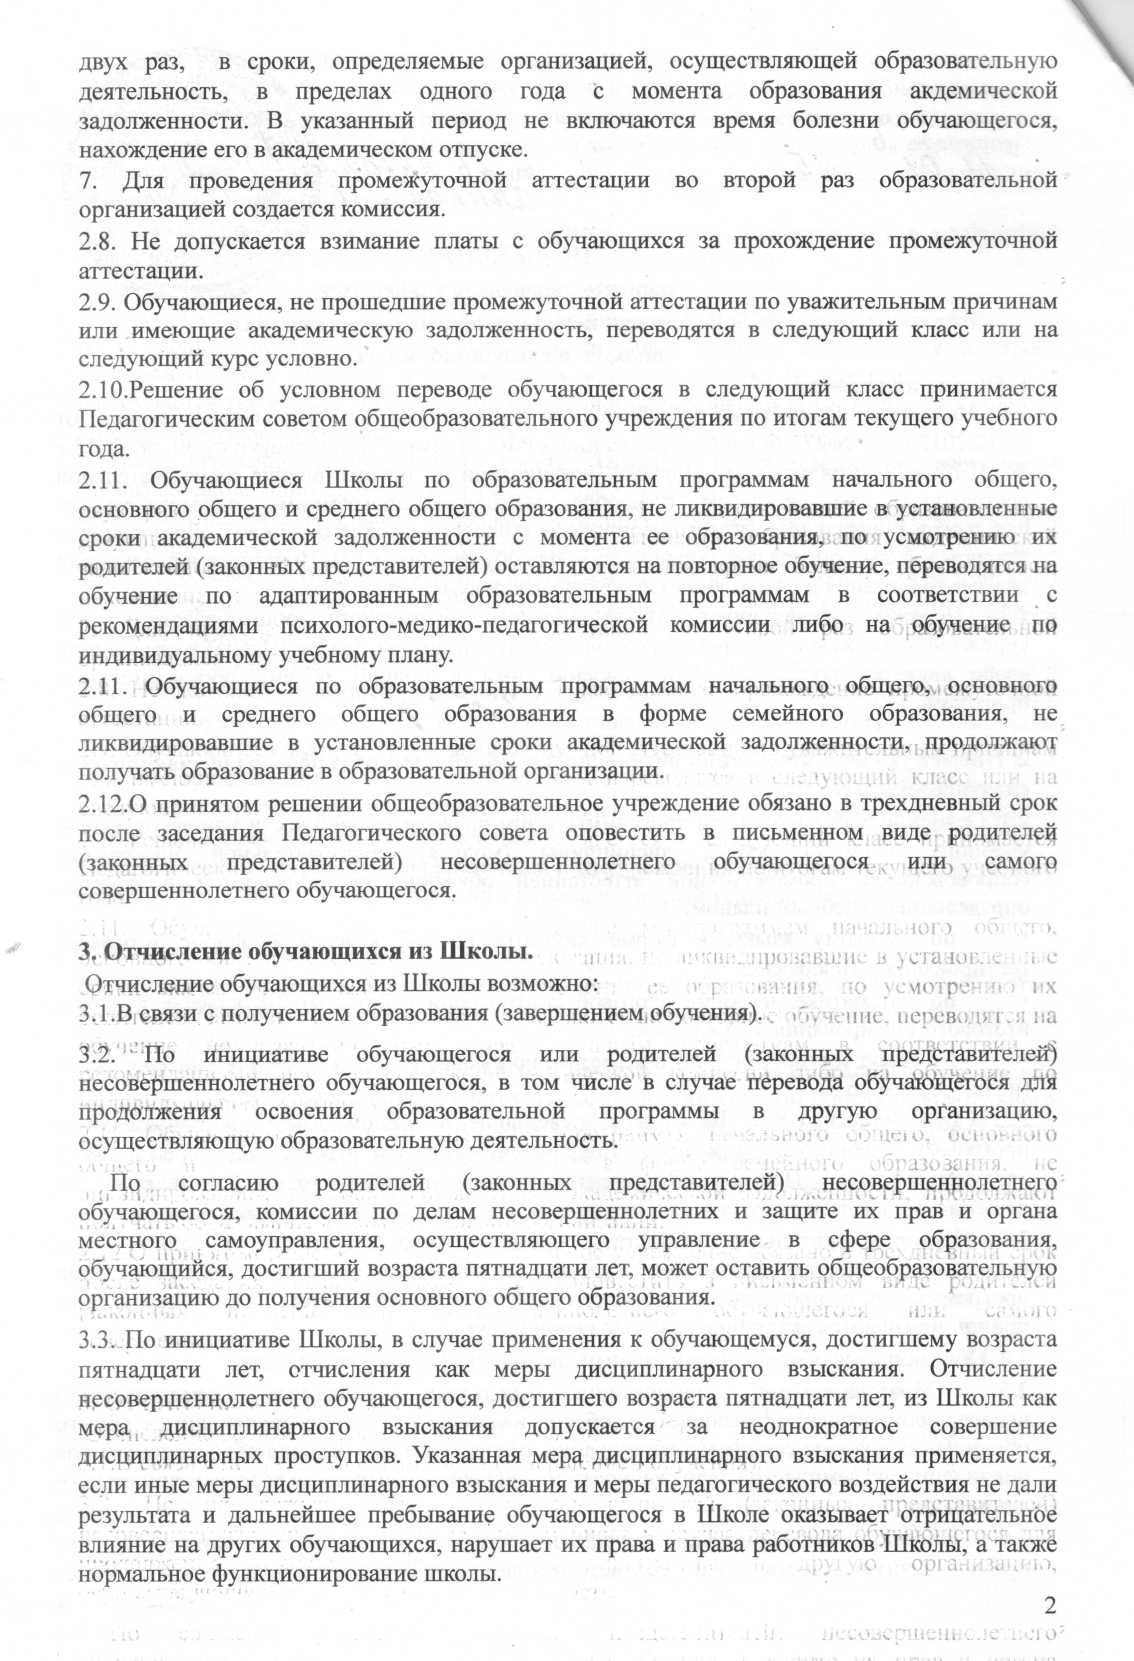 двух раз, в сроки, определяемые организацией, осуществляющей образовательную
деятельность, в пределах одного года с момента образования акдемической
задолженности. В указанный период не включаются время болезни обучающегося,
нахождение его в академическом отпуске.
7. Для проведения промежуточной аттестации во второй раз образовательной
организацией создается комиссия.
2.8. Не допускается взимание платы с обучающихся за прохождение промежуточной
аттестации.
2.9. Обучающиеся, не прошедшие промежуточной аттестации по уважительным причинам
или имеющие академическую задолженность, переводятся в следующий класс или на
следующий курс условно.
2.10.Решение об условном переводе обучающегося в следующий класс принимается
Педагогическим советом общеобразовательного учреждения по итогам текущего учебного
года.
2.11. Обучающиеся Школы по образовательным программам начального общего,
основного общего и среднего общего образования, не ликвидировавшие в установленные
сроки академической задолженности с момента ее образования, по усмотрению их
родителей (законных представителей) оставляются на повторное обучение, переводятся на
обучение по адаптированным образовательным программам в соответствии с
рекомендациями психолого-медико-педагогической комиссии либо на обучение по
индивидуальному учебному плану.
2.11. Обучающиеся по образовательным программам начального общего, основного
общего и среднего общего образования в форме семейного образования, не
ликвидировавшие в установленные сроки академической задолженности, продолжают
получать образование в образовательной организации.
2.12.О принятом решении общеобразовательное учреждение обязано в трехдневный срок
после заседания Педагогического совета оповестить в письменном виде родителей
(законных представителей) несовершеннолетнего обучающегося или самого
совершеннолетнего обучающегося.
3. Отчисление обучающихся из Школы.
Отчисление обучающихся из Школы возможно:
3.1.В связи с получением образования (завершением обучения).
3.2. По инициативе обучающегося или родителей (законных представителей)
несовершеннолетнего обучающегося, в том числе в случае перевода обучающегося для
продолжения освоения образовательной программы в другую организацию,
осуществляющую образовательную деятельность.
По согласию родителей (законных представителей) несовершеннолетнего
обучающегося, комиссии по делам несовершеннолетних и защите их прав и органа
местного самоуправления, осуществляющего управление в сфере образования,
обучающийся, достигший возраста пятнадцати лет, может оставить общеобразовательную
организацию до получения основного общего образования.
3.3. По инициативе Школы, в случае применения к обучающемуся, достигшему возраста
пятнадцати лет, отчисления как меры дисциплинарного взыскания. Отчисление
несовершеннолетнего обучающегося, достигшего возраста пятнадцати лет, из Школы как
мера дисциплинарного взыскания допускается за неоднократное совершение
дисциплинарных проступков. Указанная мера дисциплинарного взыскания применяется,
если иные меры дисциплинарного взыскания и меры педагогического воздействия не дали
результата и дальнейшее пребывание обучающегося в Школе оказывает отрицательное
влияние на других обучающихся, нарушает их права и права работников Школы, а также
нормальное функционирование школы.
2